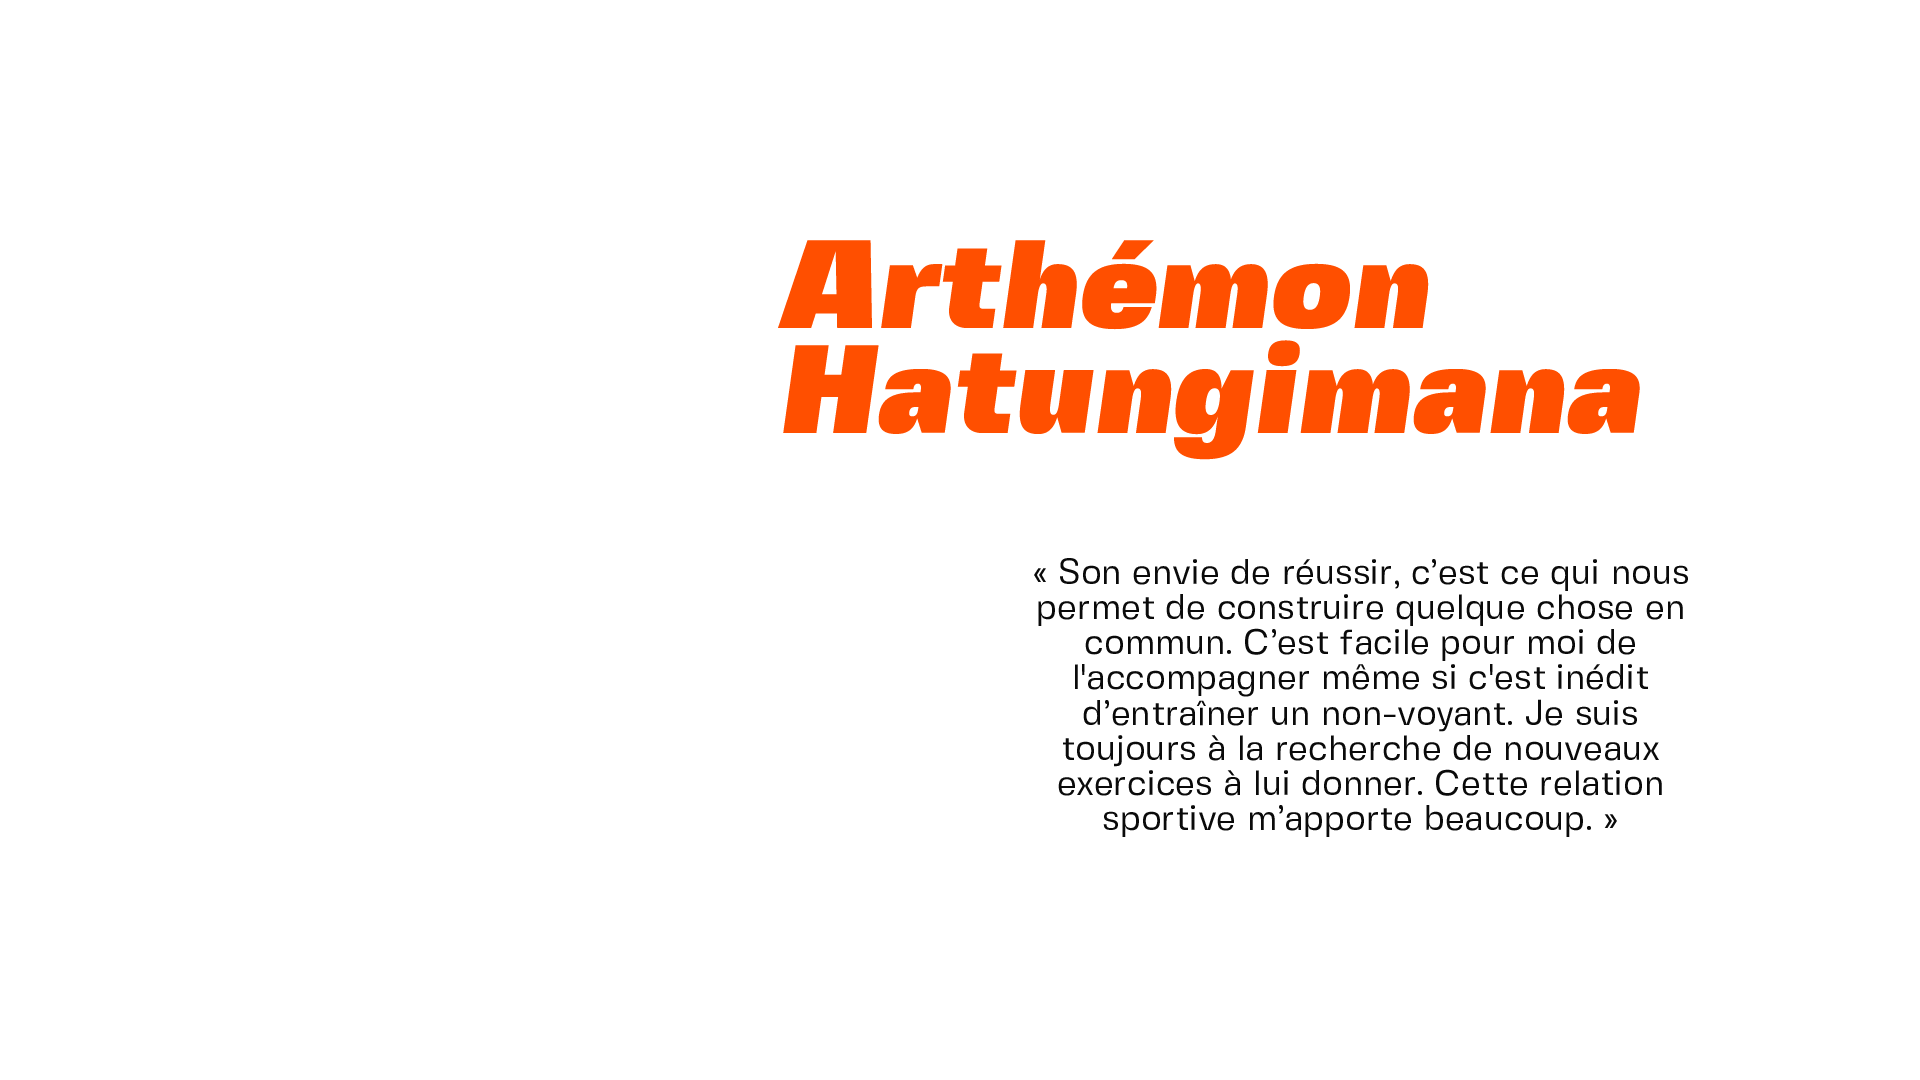 Arthémon
Hatungimana
« Son envie de réussir, c’est ce qui nous
permet de construire quelque chose en
commun. C’est facile pour moi de
l'accompagner même si c'est inédit
d’entraîner un non-voyant. Je suis
toujours à la recherche de nouveaux
exercices à lui donner. Cette relation
sportive m’apporte beaucoup. »